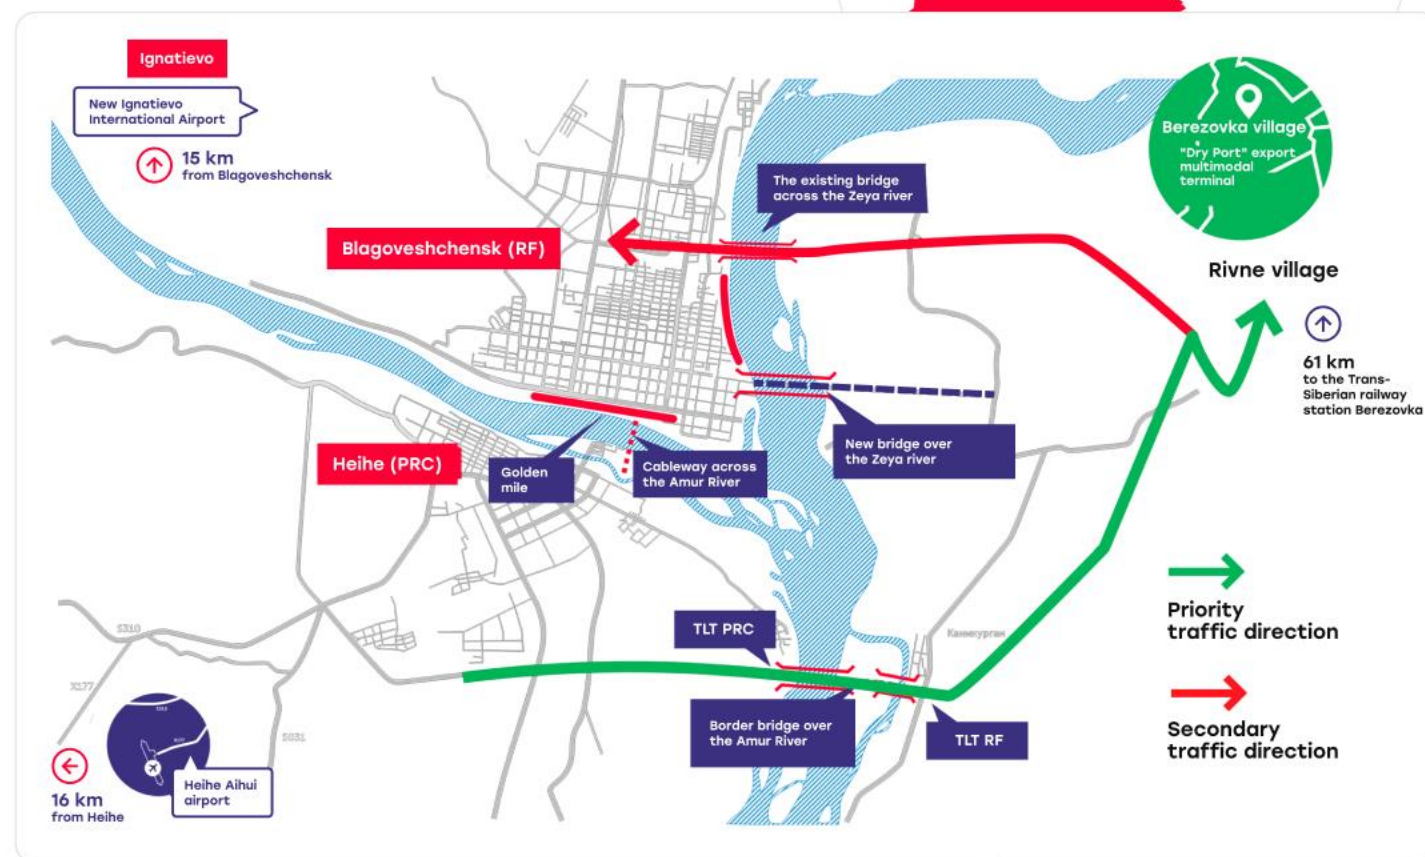 Ignatievo
New Ignatievo
International Airport
15 km
from Blagoveshchensk
Berezovka village
"Dry Port" export
multimodal
terminal
The existing bridge
across the Zeya river
Blagoveshchensk (RF)
Rivne village
61 km
to the Trans-
Siberian railway
station Berezovka
New bridge over
the Zeya river
Heihe (PRC)
Golden
mile
Cableway across
the Amur River
TLT PRC
Priority
traffic direction
S310
Каникурган
X177
Border bridge over
the Amur River
TLT RF
Secondary
traffic direction
S031
Heihe Aihui
airport
16 km
from Heihe